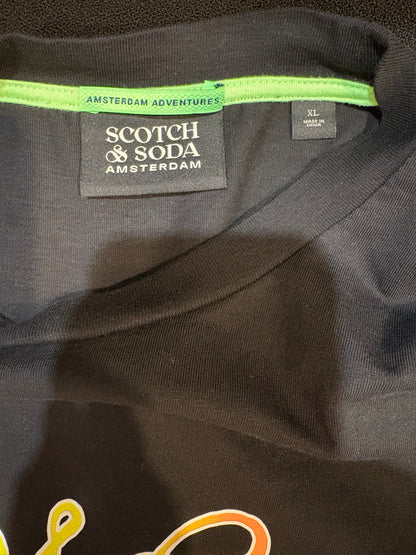 AMSTERDAM ADVENTURES
SCOTCH
& SODA
AMSTERDAM
XL
MADE IN
CHINA